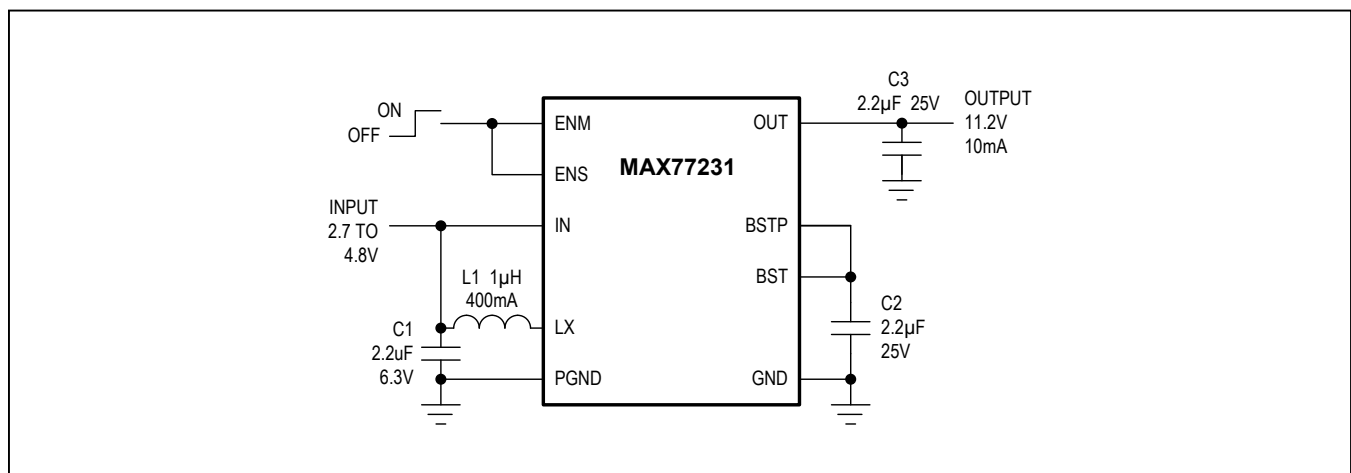 ON
OFF
ENM
ENS
INPUT
2.7 TO
4.8V
IN
L1 1µH
400mA
LX
C1
2.2uF
6.3V
PGND
MAX77231
OUT
BSTP
BST
GND
C3
2.2µF 25V
OUTPUT
11.2V
10mA
C2
2.2µF
25V